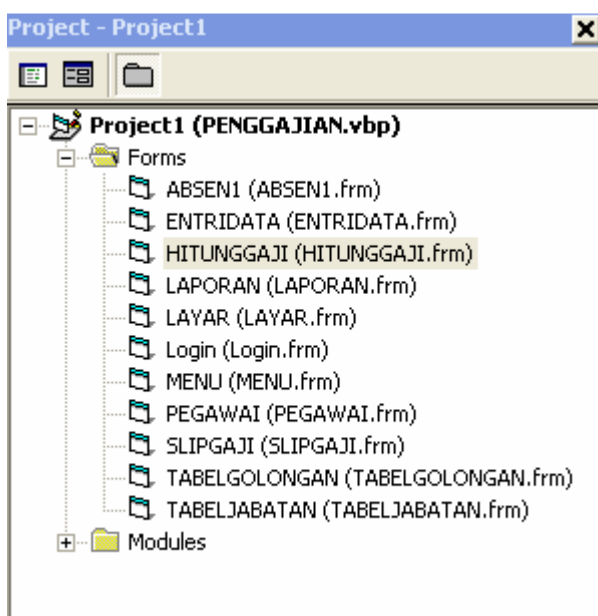 Project - Project1
Project1 (PENGGAJIAN.vbp)
Forms
ABSEN1 (ABSEN1.frm)
ENTRIDATA (ENTRIDATA.frm)
HITUNGGAJI (HITUNGGAJI.frm)
LAPORAN (LAPORAN.frm)
LAYAR (LAYAR.frm)
Login (Login.frm)
MENU (MENU.frm)
PEGAWAI (PEGAWAI.frm)
SLIPGAJI (SLIPGAJI.frm)
TABELGOLONGAN (TABELGOLONGAN.frm)
TABELJABATAN (TABELJABATAN.frm)
Modules